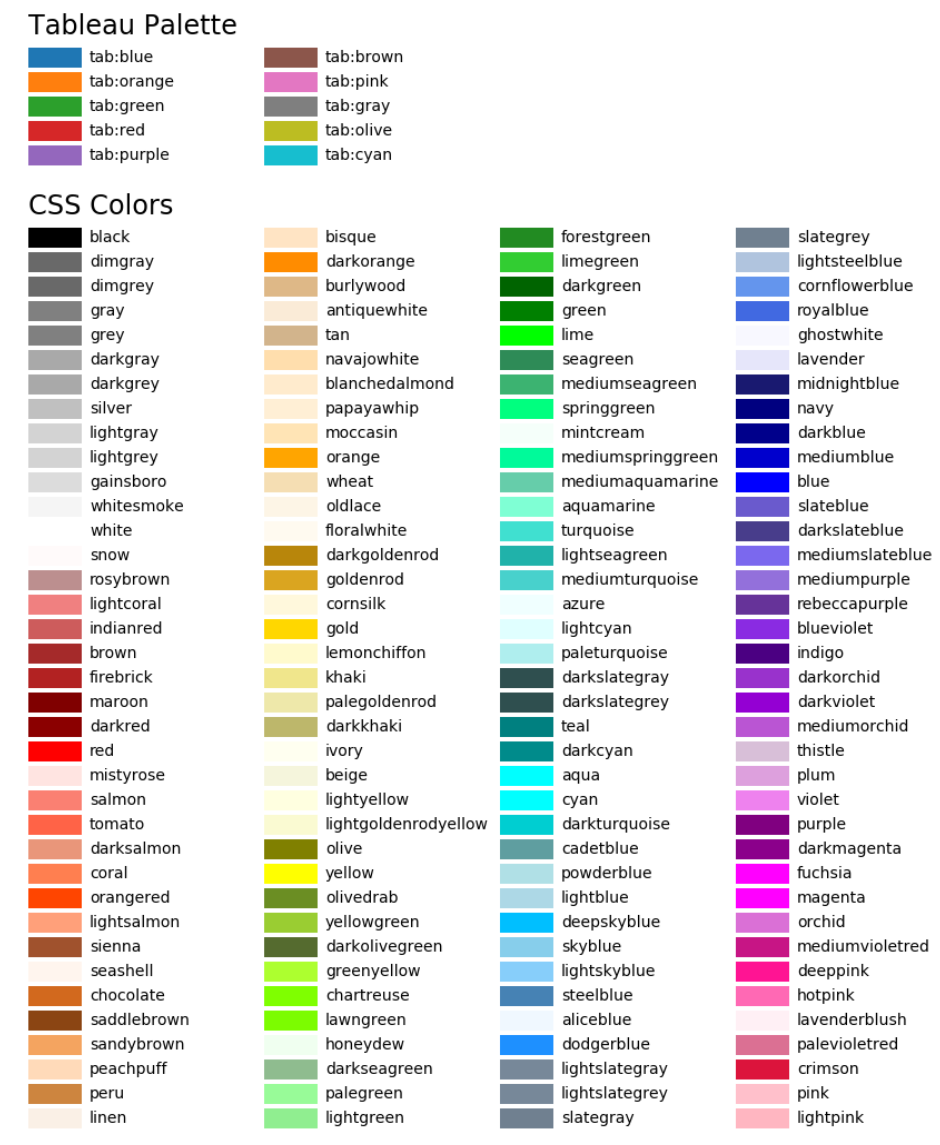 Tableau Palette
tab:blue
tab:orange
tab:green
tab:red
tab:purple
tab:brown
tab:pink
tab:gray
tab:olive
tab:cyan
CSS Colors
black
dimgray
dimgrey
gray
grey
darkgray
darkgrey
silver
lightgray
lightgrey
gainsboro
whitesmoke
white
snow
rosybrown
lightcoral
indianred
brown
firebrick
maroon
darkred
red
mistyrose
salmon
tomato
darksalmon
coral
orangered
lightsalmon
sienna
seashell
chocolate
saddlebrown
sandybrown
peachpuff
peru
linen
bisque
darkorange
burlywood
antiquewhite
tan
navajowhite
blanchedalmond
papayawhip
moccasin
orange
wheat
oldlace
floralwhite
darkgoldenrod
goldenrod
cornsilk
gold
lemonchiffon
khaki
palegoldenrod
darkkhaki
ivory
beige
lightyellow
lightgoldenrodyellow
olive
yellow
olivedrab
yellowgreen
darkolivegreen
greenyellow
chartreuse
lawngreen
honeydew
darkseagreen
palegreen
lightgreen
forestgreen
limegreen
darkgreen
green
lime
seagreen
mediumseagreen
springgreen
mintcream
mediumspringgreen
mediumaquamarine
aquamarine
turquoise
lightseagreen
mediumturquoise
azure
lightcyan
paleturquoise
darkslategray
darkslategrey
teal
darkcyan
aqua
cyan
darkturquoise
cadetblue
powderblue
lightblue
deepskyblue
skyblue
lightskyblue
steelblue
aliceblue
dodgerblue
lightslategray
lightslategrey
slategray
slategrey
lightsteelblue
cornflowerblue
royalblue
ghostwhite
lavender
midnightblue
navy
darkblue
mediumblue
blue
slateblue
darkslateblue
mediumslateblue
mediumpurple
rebeccapurple
blueviolet
indigo
darkorchid
darkviolet
mediumorchid
thistle
plum
violet
purple
darkmagenta
fuchsia
magenta
orchid
mediumvioletred
deeppink
hotpink
lavenderblush
palevioletred
crimson
pink
lightpink